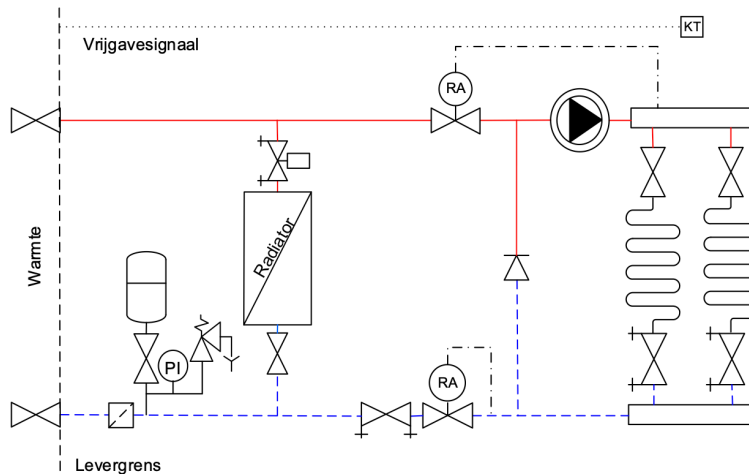 KT
Vrijgavesignaal
RA
Radiator
Warmte
PI
RA
Levergrens